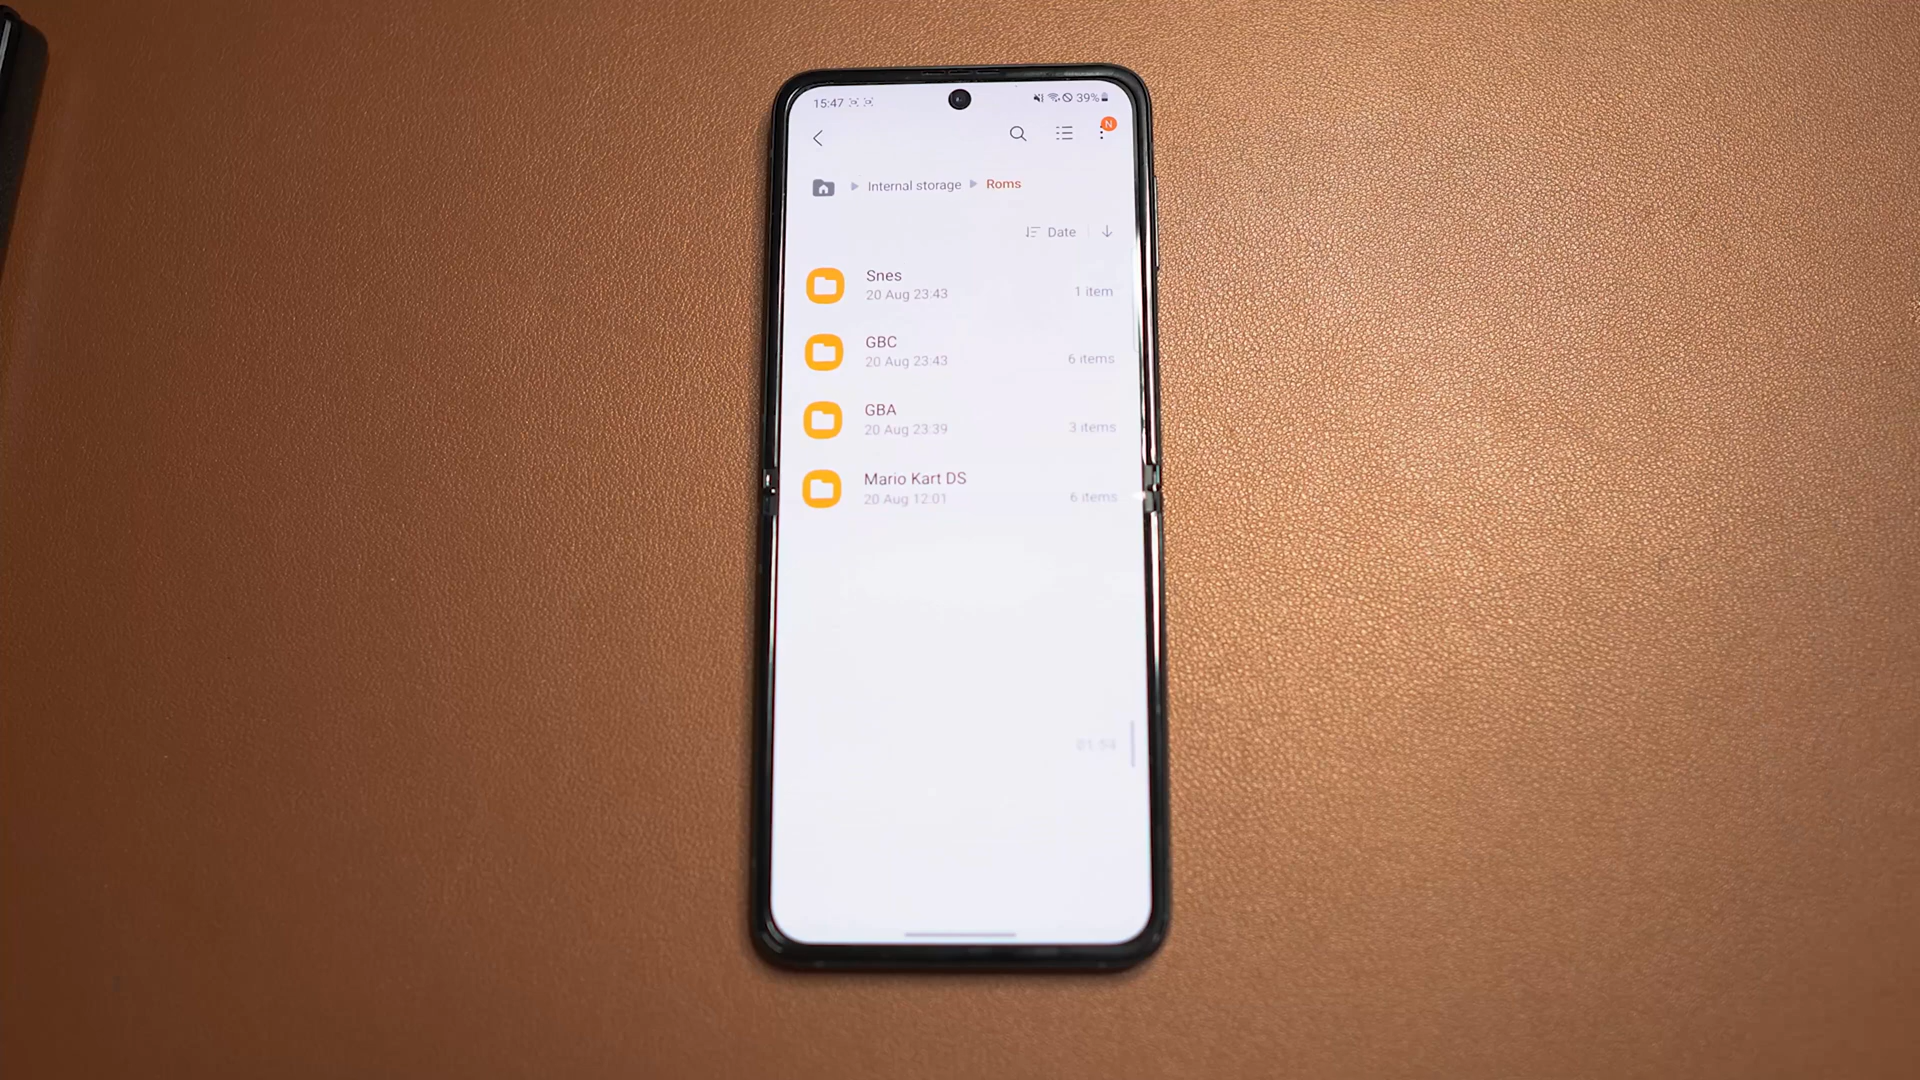 15:47 39%
N
Internal storage Roms
Date
Snes
20 Aug 23:43 1 item
GBC
20 Aug 23:43 6 items
GBA
20 Aug 23:39 3 items
Mario Kart DS
20 Aug 12:01 6 items